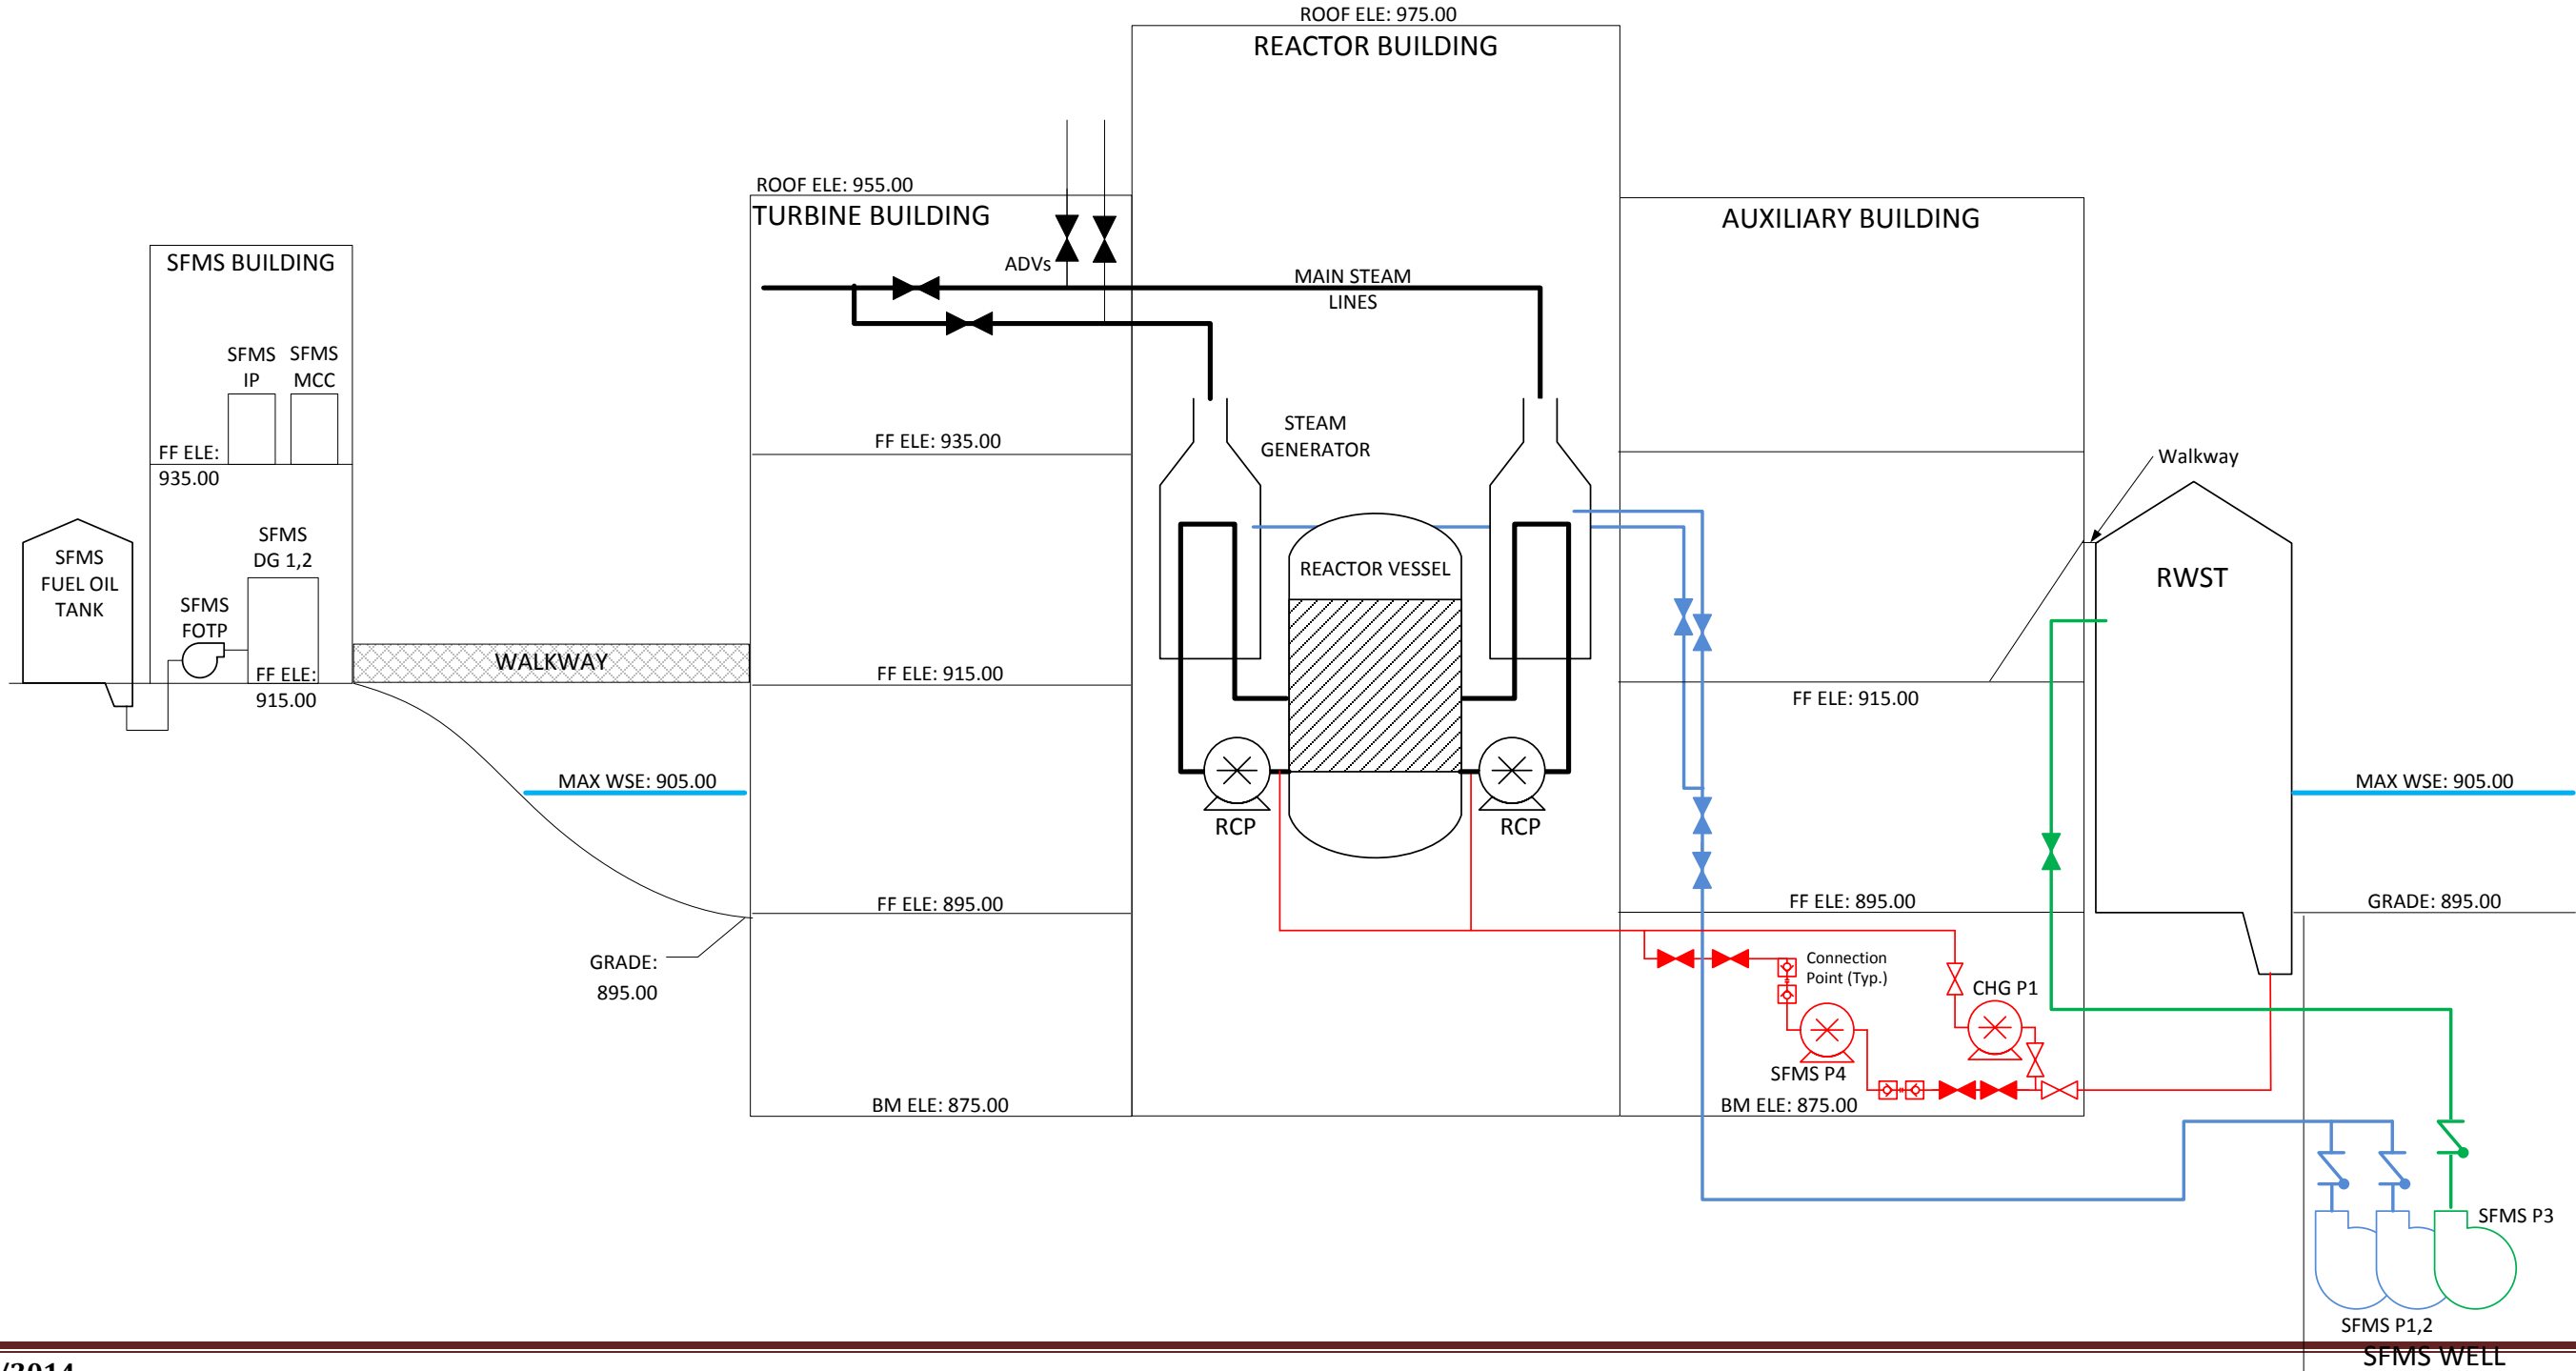 ROOF ELE: 975.00
REACTOR BUILDING
ROOF ELE: 955.00
TURBINE BUILDING
AUXILIARY BUILDING
SFMS BUILDING
ADVs
MAIN STEAM
LINES
SFMS
IP
SFMS
MCC
STEAM
GENERATOR
FF ELE:
935.00
FF ELE: 935.00
Walkway
SFMS
FUEL OIL
TANK
SFMS
DG 1,2
SFMS
FOTP
REACTOR VESSEL
RWST
WALKWAY
FF ELE:
915.00
FF ELE: 915.00
FF ELE: 915.00
MAX WSE: 905.00
MAX WSE: 905.00
RCP
RCP
FF ELE: 895.00
FF ELE: 895.00
GRADE: 895.00
GRADE:
895.00
Connection
Point (Typ.)
CHG P1
SFMS P4
BM ELE: 875.00
BM ELE: 875.00
SFMS P3
SFMS P1,2
SFMS WELL
/2014